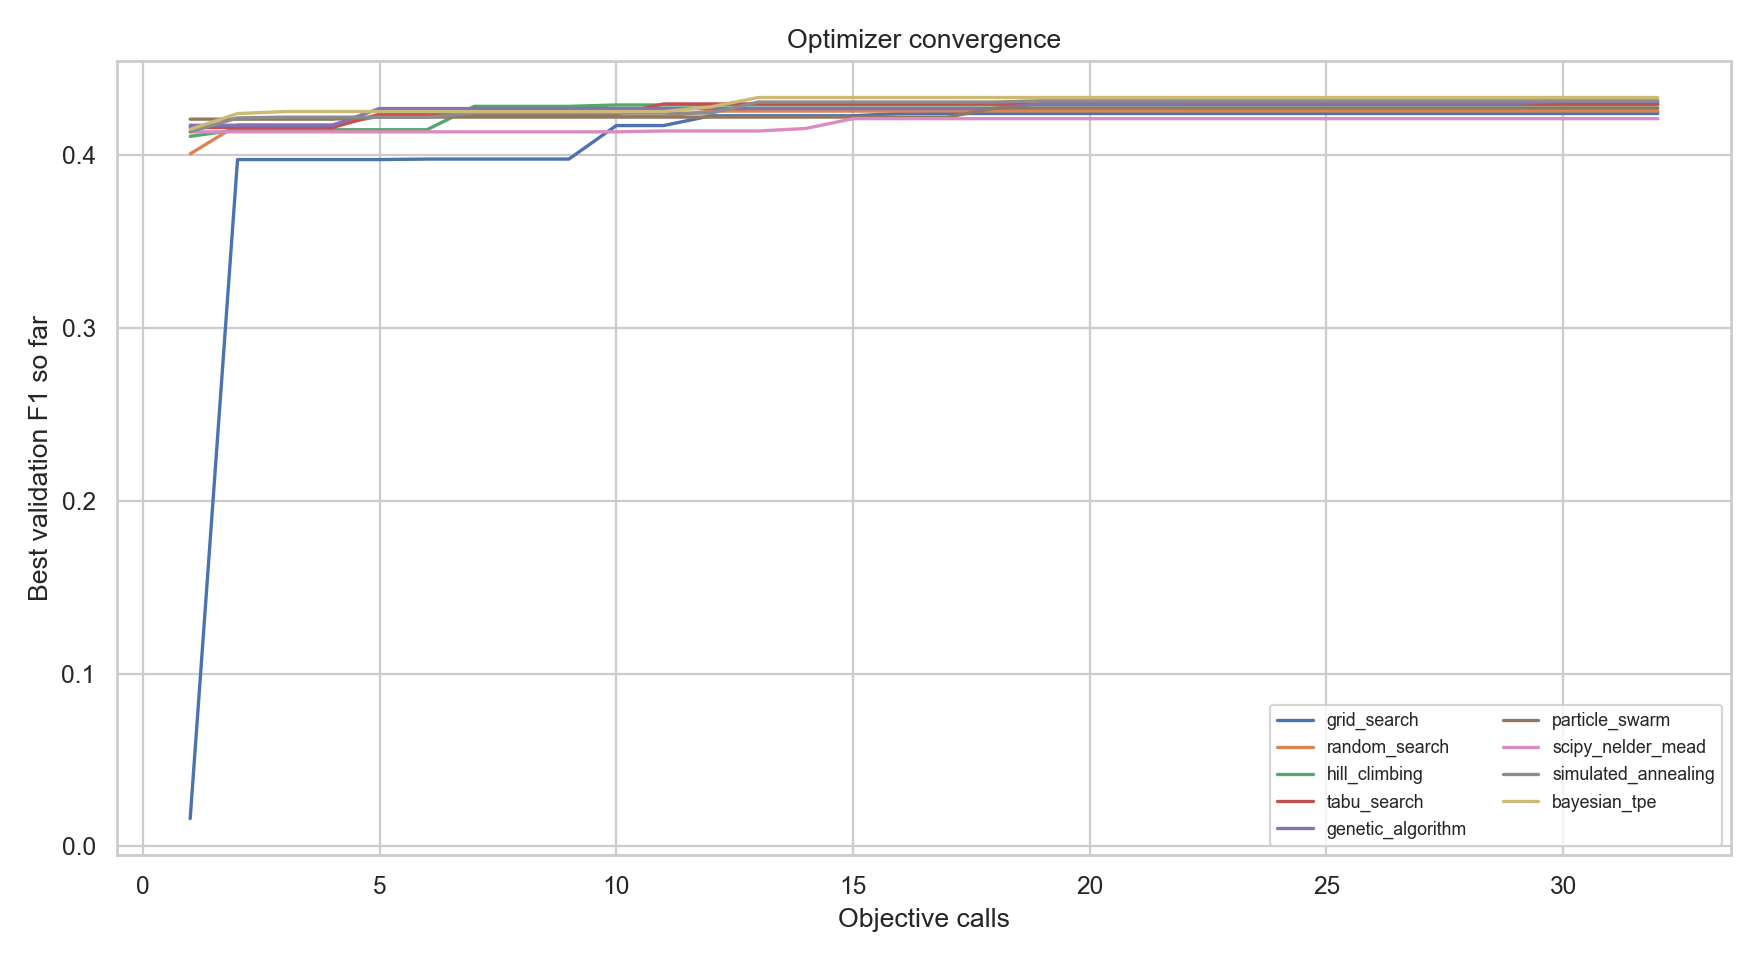 Optimizer convergence
Best validation F1 so far
0.4
0.3
0.2
0.1
0.0
0 5 10 15 20 25 30
Objective calls
grid_search
random_search
hill_climbing
tabu_search
genetic_algorithm
particle_swarm
scipy_nelder_mead
simulated_annealing
bayesian_tpe